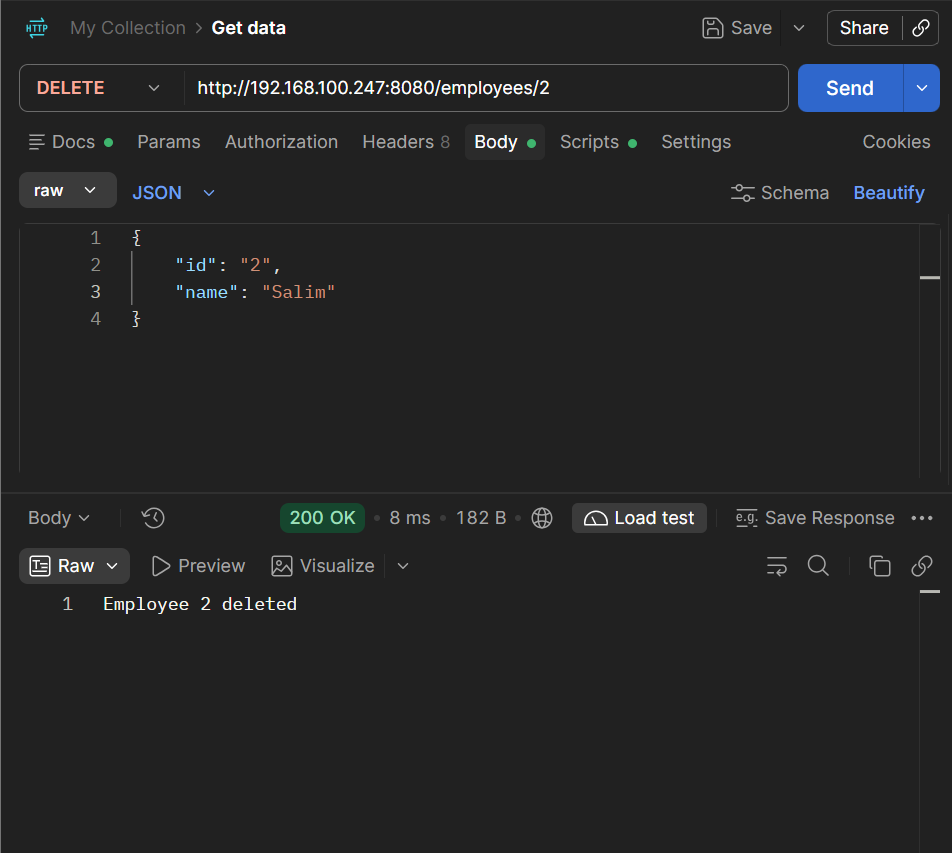 HTTP My Collection > Get data Save Share
DELETE http://192.168.100.247:8080/employees/2 Send
Docs Params Authorization Headers 8 Body Scripts Settings Cookies
raw JSON Schema Beautify
1 {
2 "id": "2",
3 "name": "Salim"
4 }
Body 200 OK • 8 ms • 182 B • Load test e.g. Save Response
Raw Preview Visualize
1 Employee 2 deleted